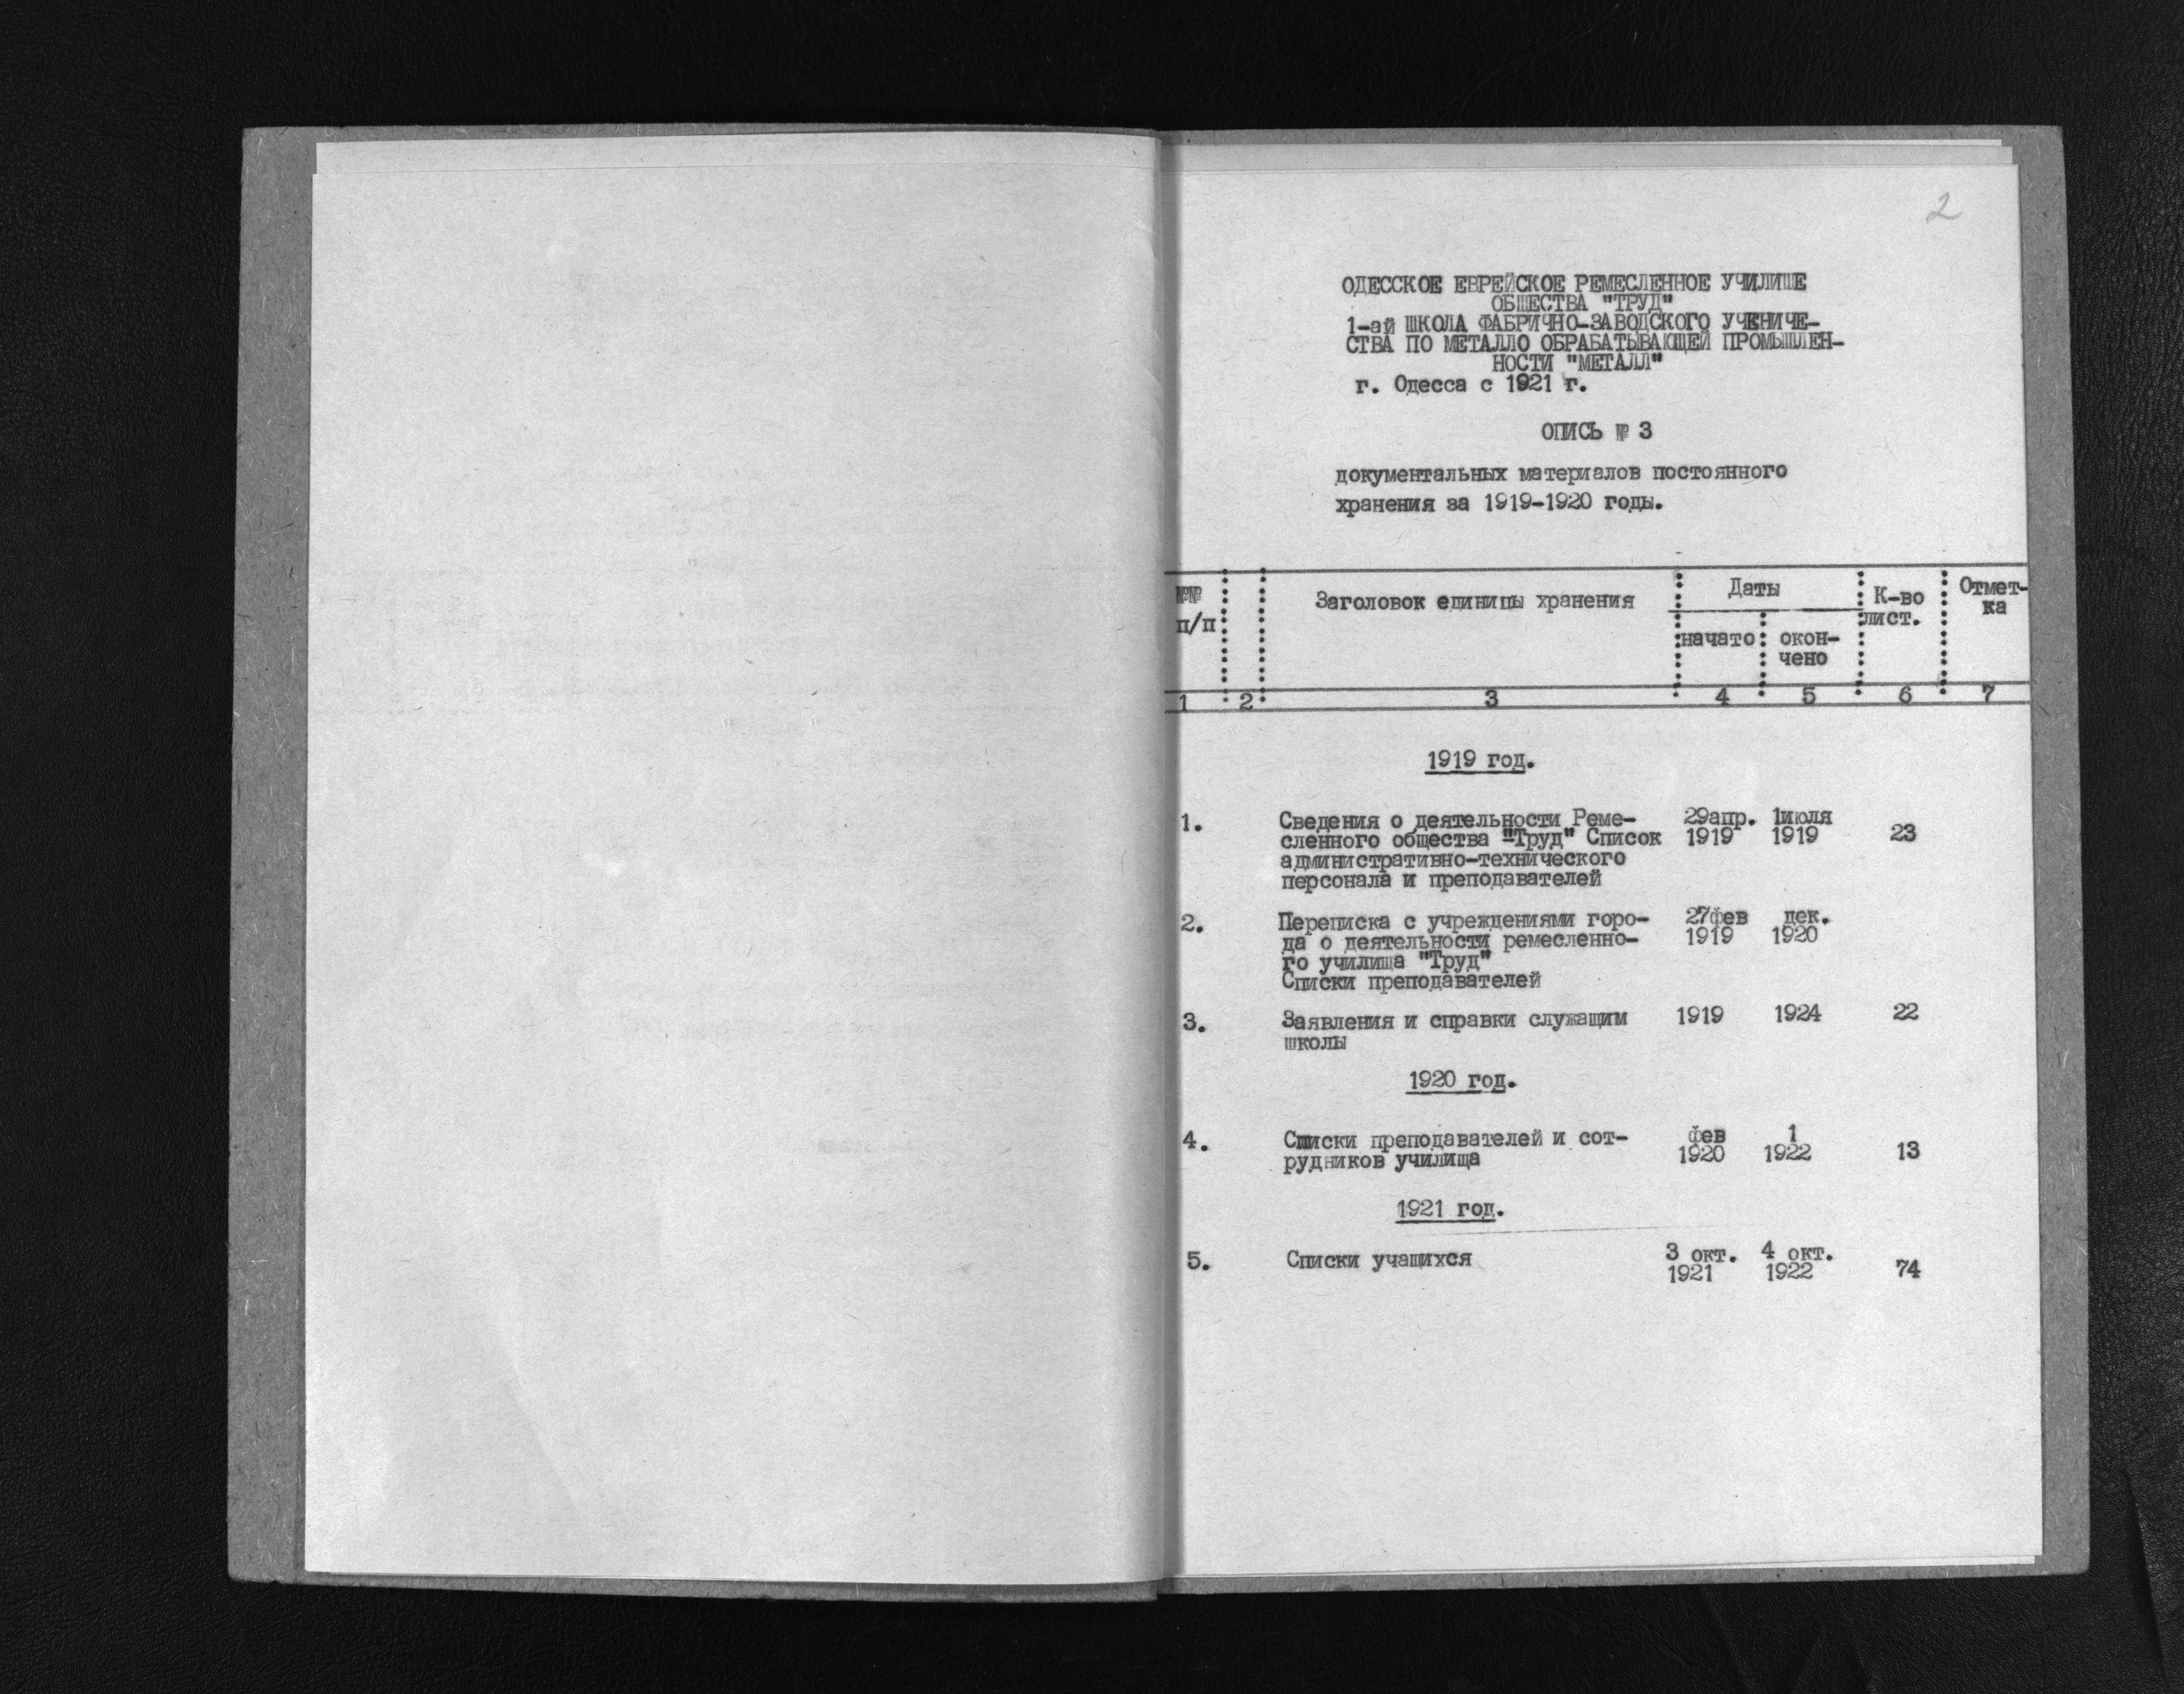 2
ОДЕССКОЕ ЕВРЕЙСКОЕ РЕМЕСЛЕННОЕ УЧИЛИШЕ
ОБШЕСТВА "ТРУД"
1-ай ШКОЛА ФАБРИЧНО-ЗАВОДСКОГО УЧЕНИЧЕ-
СТВА ПО МЕТАЛЛО ОБРАБАТЫВАЮЩЕЙ ПРОМЫШЛЕН-
НОСТИ "МЕТАЛЛ"
г. Одесса с 1921 г.
ОПИСЬ № 3
документальных материалов постоянного
хранения за 1919-1920 годы.
№№ п/п Заголовок единицы хранения Даты К-во лист. Отмет-ка
начато окон-чено
1 2 3 4 5 6 7
1919 год.
1. Сведения о деятельности Реме- 29апр. 1июля
сленного общества "Труд" Список 1919 1919 23
административно-технического
персонала и преподавателей
2. Переписка с учреждениями горо- 27фев дек.
да о деятельности ремесленно- 1919 1920
го училища "Труд"
Списки преподавателей
3. Заявления и справки служащим 1919 1924 22
школы
1920 год.
4. Списки преподавателей и сот- фев 1
рудников училища 1920 1922 13
1921 год.
5. Списки учащихся 3 окт. 4 окт.
1921 1922 74